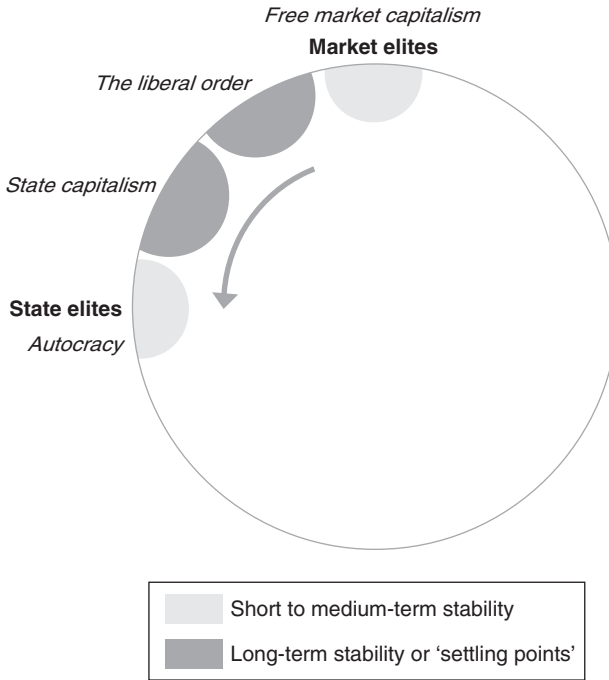 Free market capitalism
Market elites
The liberal order
State capitalism
State elites
Autocracy
Short to medium-term stability
Long-term stability or ‘settling points’